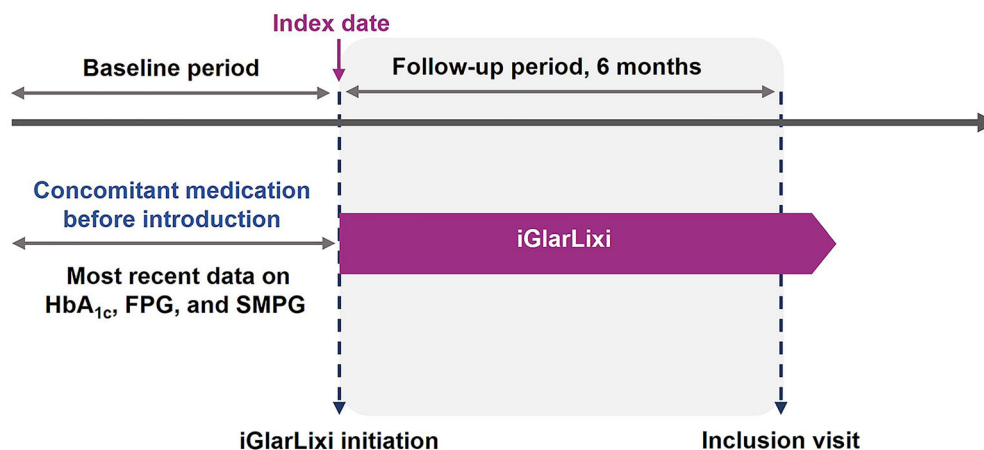 Index date
Baseline period
Follow-up period, 6 months
Concomitant medication
before introduction
iGlarLixi
Most recent data on
HbA1c, FPG, and SMPG
iGlarLixi initiation
Inclusion visit